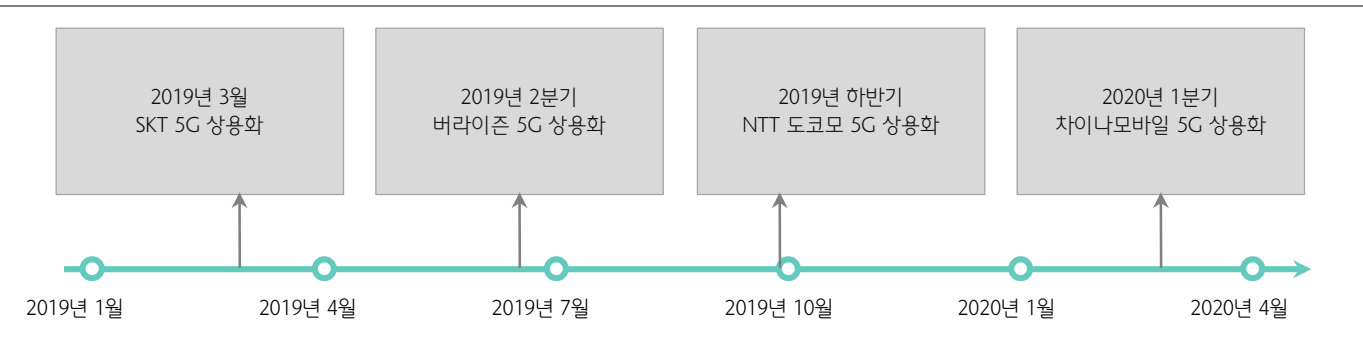 2019년 3월
SKT 5G 상용화
2019년 2분기
버라이즌 5G 상용화
2019년 하반기
NTT 도코모 5G 상용화
2020년 1분기
차이나모바일 5G 상용화
2019년 1월
2019년 4월
2019년 7월
2019년 10월
2020년 1월
2020년 4월